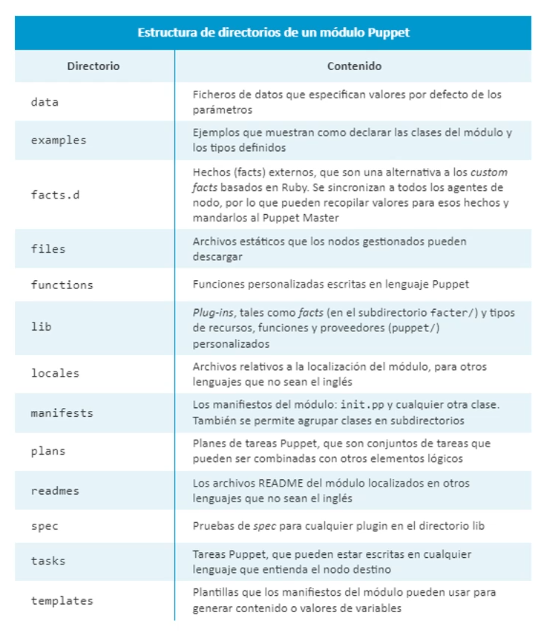 Estructura de directorios de un módulo Puppet
Directorio Contenido
data Ficheros de datos que especifican valores por defecto de los
parámetros
examples Ejemplos que muestran como declarar las clases del módulo y
los tipos definidos
facts.d Hechos (facts) externos, que son una alternativa a los custom
facts basados en Ruby. Se sincronizan a todos los agentes de
nodo, por lo que pueden recopilar valores para esos hechos y
mandarlos al Puppet Master
files Archivos estáticos que los nodos gestionados pueden
descargar
functions Funciones personalizadas escritas en lenguaje Puppet
lib Plug-ins, tales como facts (en el subdirectorio facter/) y tipos
de recursos, funciones y proveedores (puppet/)
personalizados
locales Archivos relativos a la localización del módulo, para otros
lenguajes que no sean el inglés
manifests Los manifiestos del módulo: init.pp y cualquier otra clase.
También se permite agrupar clases en subdirectorios
plans Planes de tareas Puppet, que son conjuntos de tareas que
pueden ser combinadas con otros elementos lógicos
readmes Los archivos README del módulo localizados en otros
lenguajes que no sean el inglés
spec Pruebas de spec para cualquier plugin en el directorio lib
tasks Tareas Puppet, que pueden estar escritas en cualquier
lenguaje que entienda el nodo destino
templates Plantillas que los manifiestos del módulo pueden usar para
generar contenido o valores de variables